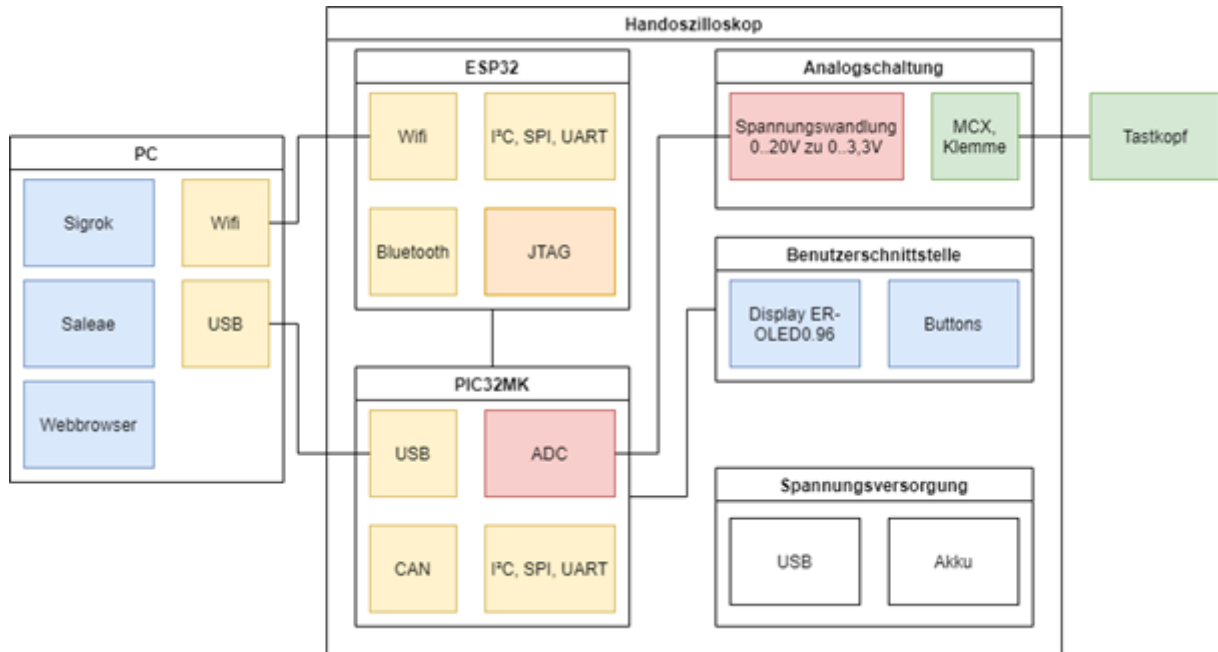 Handoszilloskop
PC
Sigrok
Wifi
Saleae
USB
Webbrowser
ESP32
Wifi
I²C, SPI, UART
Bluetooth
JTAG
PIC32MK
USB
ADC
CAN
I²C, SPI, UART
Analogschaltung
Spannungswandlung
0..20V zu 0..3,3V
MCX,
Klemme
Benutzerschnittstelle
Display ER-
OLED0.96
Buttons
Spannungsversorgung
USB
Akku
Tastkopf